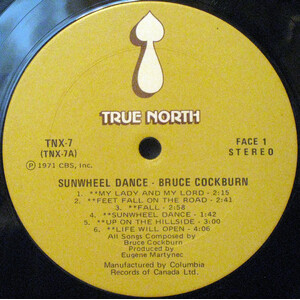 TRUE NORTH
TNX-7
(TNX-7A)
℗ 1971 CBS, Inc.
FACE 1
STEREO
SUNWHEEL DANCE - BRUCE COCKBURN
1. **MY LADY AND MY LORD - 2:15
2. **FEET FALL ON THE ROAD - 2:41
3. **FALL - 2:58
4. **SUNWHEEL DANCE - 1:42
5. **UP ON THE HILLSIDE - 3:00
6. **LIFE WILL OPEN - 4:06
All Songs Composed by
Bruce Cockburn
Produced by
Eugene Martynec
Manufactured by Columbia
Records of Canada Ltd.